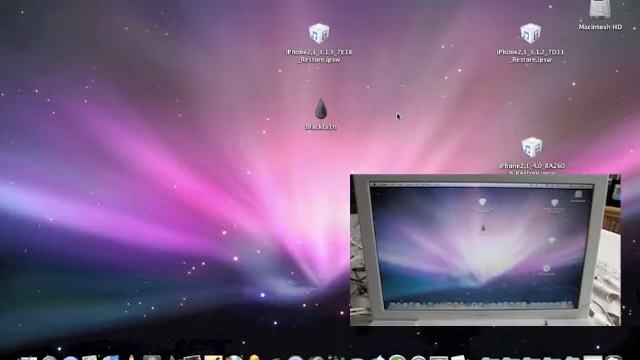 Macintosh HD
iPhone2,1_3.1.3_7E18
_Restore.ipsw
iPhone2,1_3.1.2_7D11
_Restore.ipsw
blackra1n
iPhone2,1_4.0_8A260